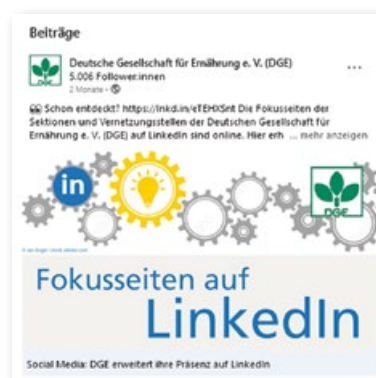 Beiträge
Deutsche Gesellschaft für Ernährung e. V. (DGE)
5.006 Follower:innen
2 Monate •
Schon entdeckt? https://lnkd.in/eTEHXSnt Die Fokusseiten der
Sektionen und Vernetzungsstellen der Deutschen Gesellschaft für
Ernährung e. V. (DGE) auf LinkedIn sind online. Hier erh ... mehr anzeigen
in
DGE
Fokusseiten auf
LinkedIn
Social Media: DGE erweitert ihre Präsenz auf LinkedIn